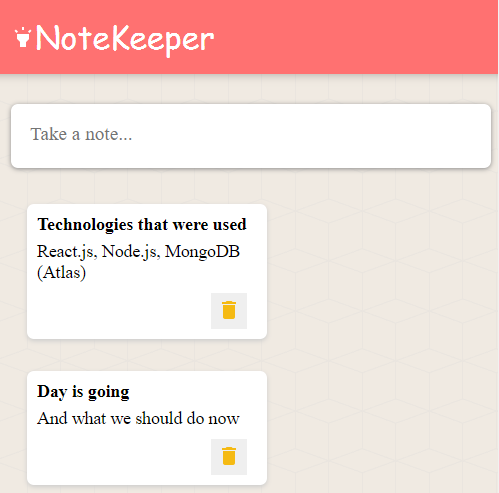 NoteKeeper
Take a note...
Technologies that were used
React.js, Node.js, MongoDB
(Atlas)
Day is going
And what we should do now